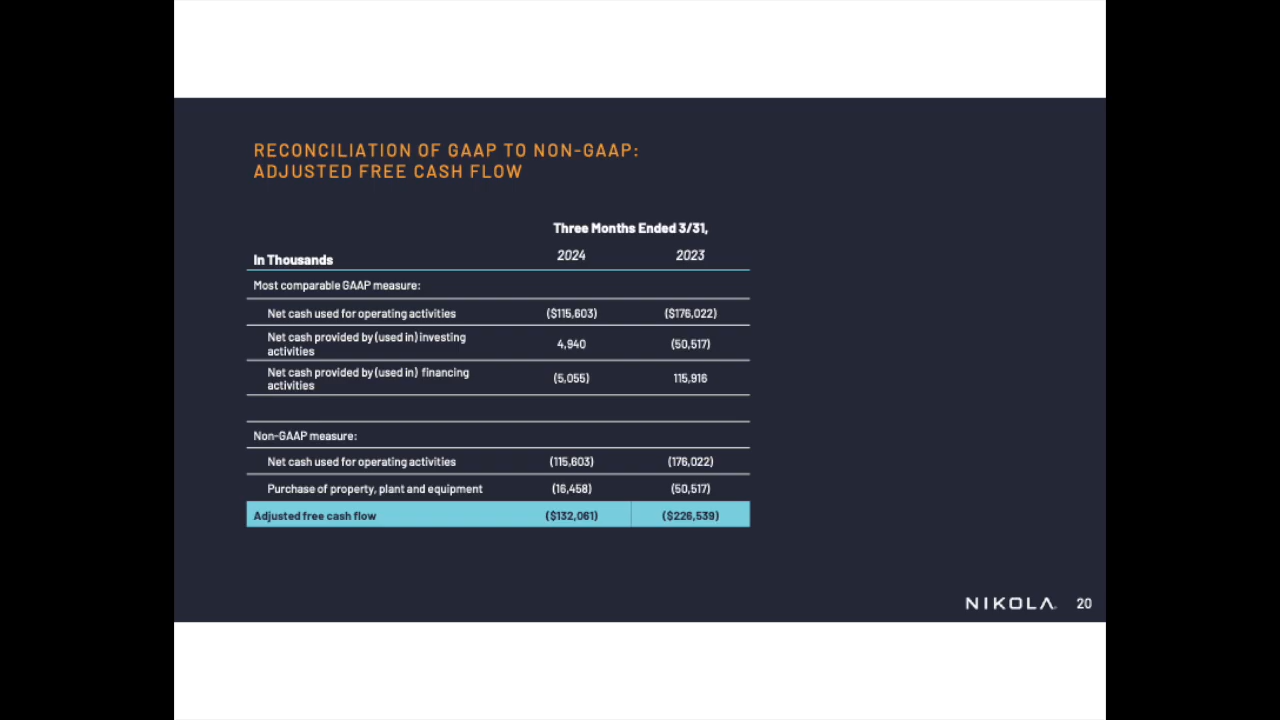 RECONCILIATION OF GAAP TO NON-GAAP:
ADJUSTED FREE CASH FLOW
Three Months Ended 3/31,
In Thousands 2024 2023
Most comparable GAAP measure:
Net cash used for operating activities ($115,603) ($176,022)
Net cash provided by (used in) investing
activities 4,940 (50,517)
Net cash provided by (used in) financing
activities (5,055) 115,916
Non-GAAP measure:
Net cash used for operating activities (115,603) (176,022)
Purchase of property, plant and equipment (16,458) (50,517)
Adjusted free cash flow ($132,061) ($226,539)
NIKOLA 20